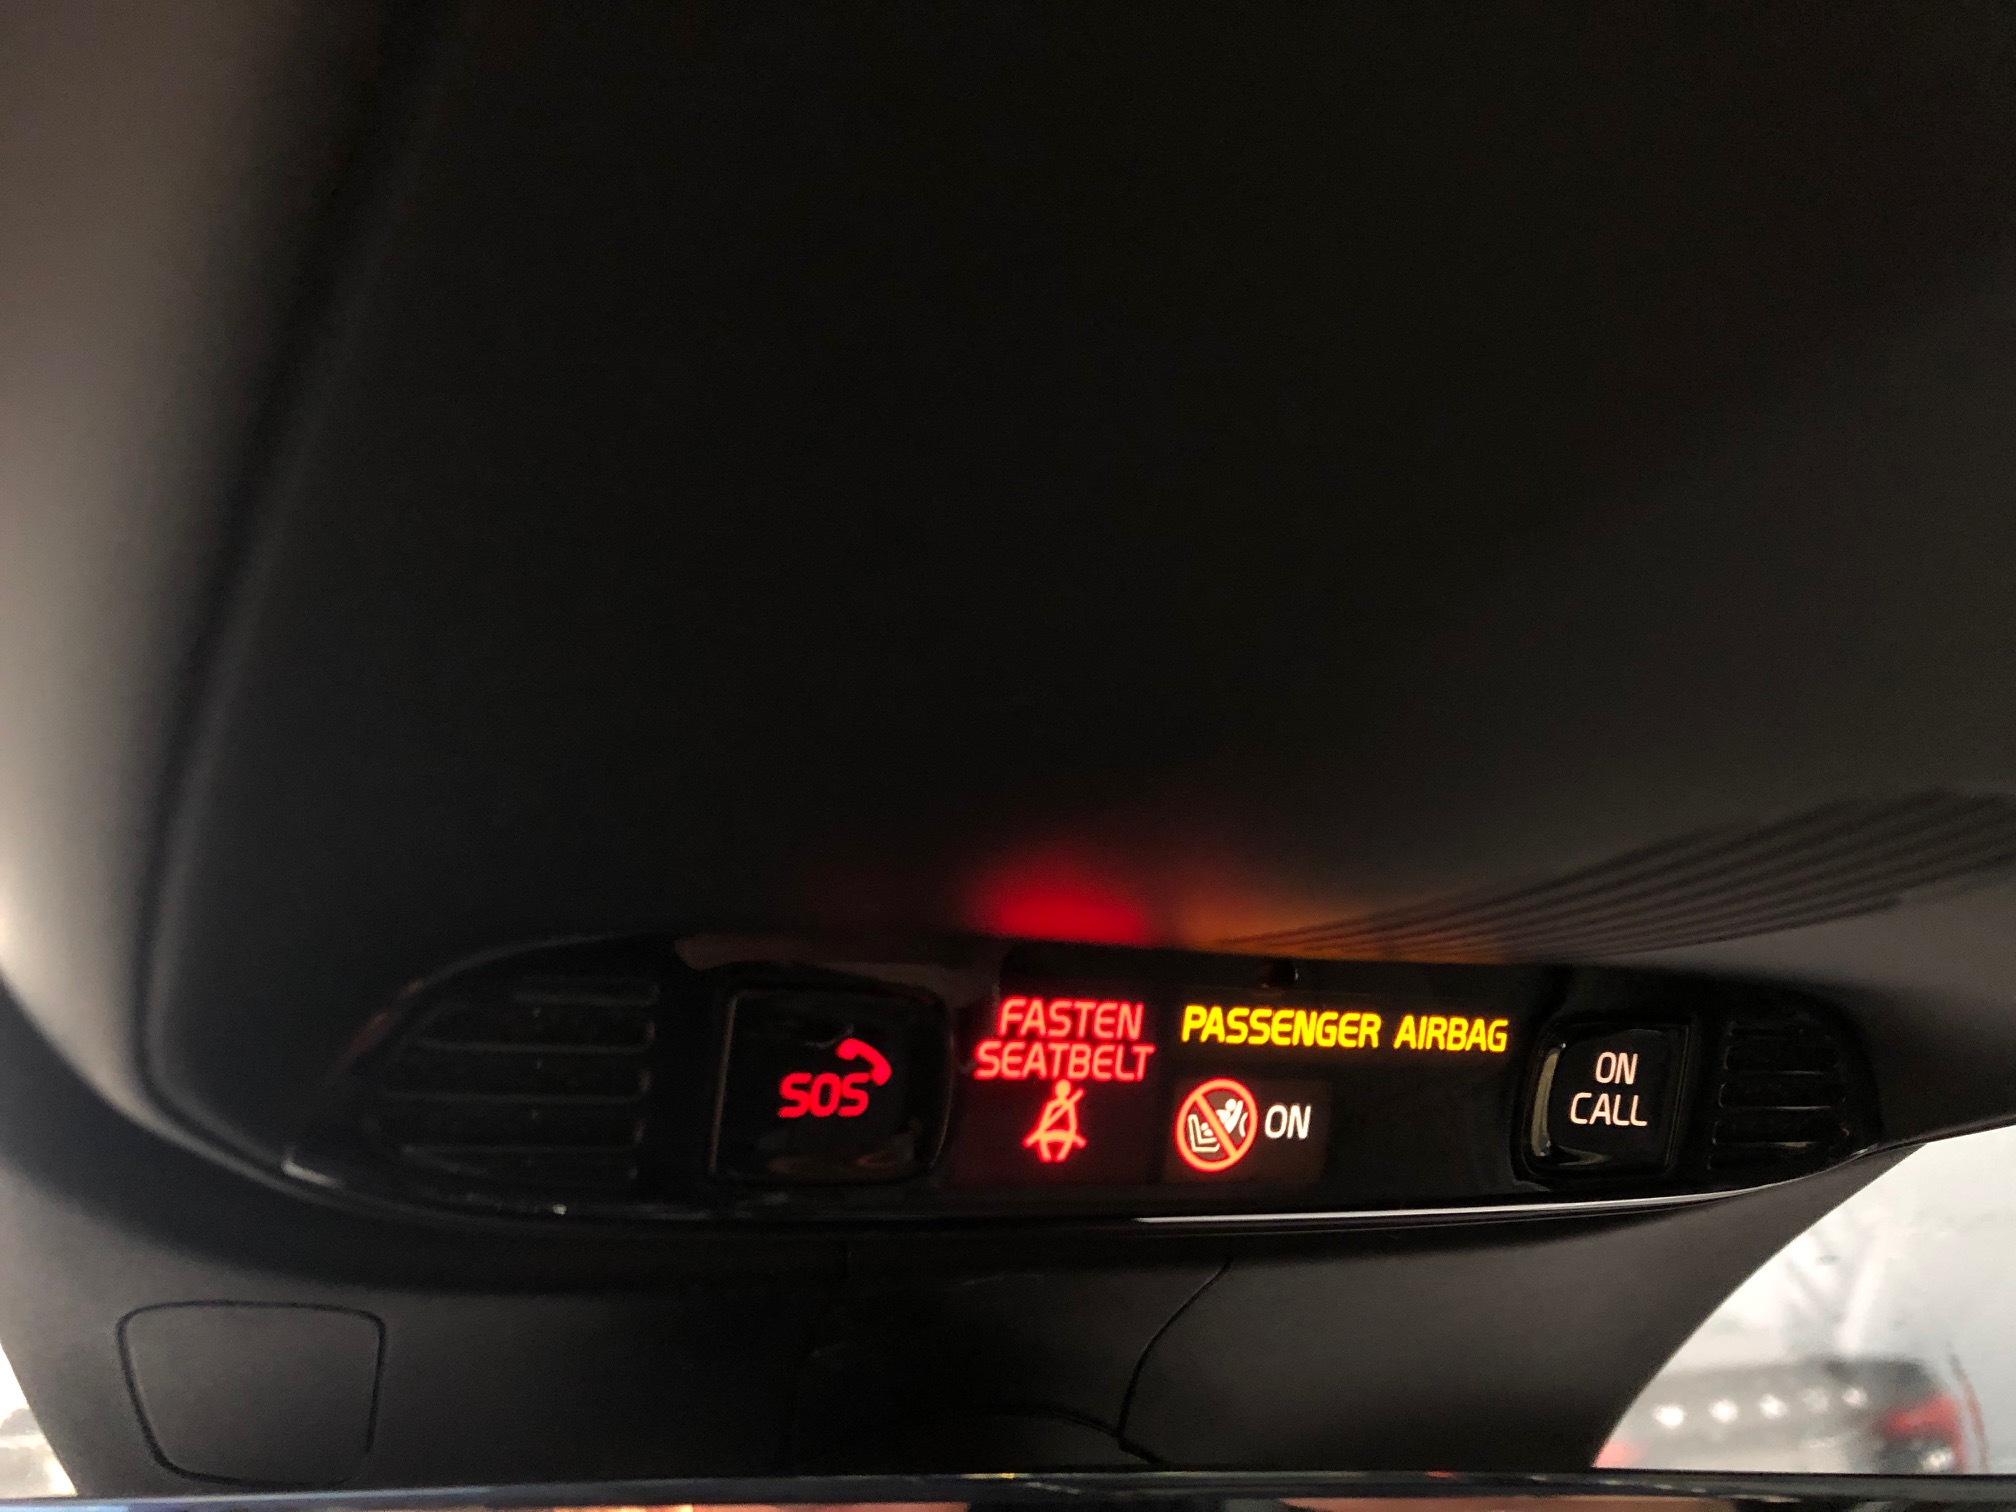 SOS
FASTEN
SEATBELT
PASSENGER AIRBAG
ON
ON
CALL